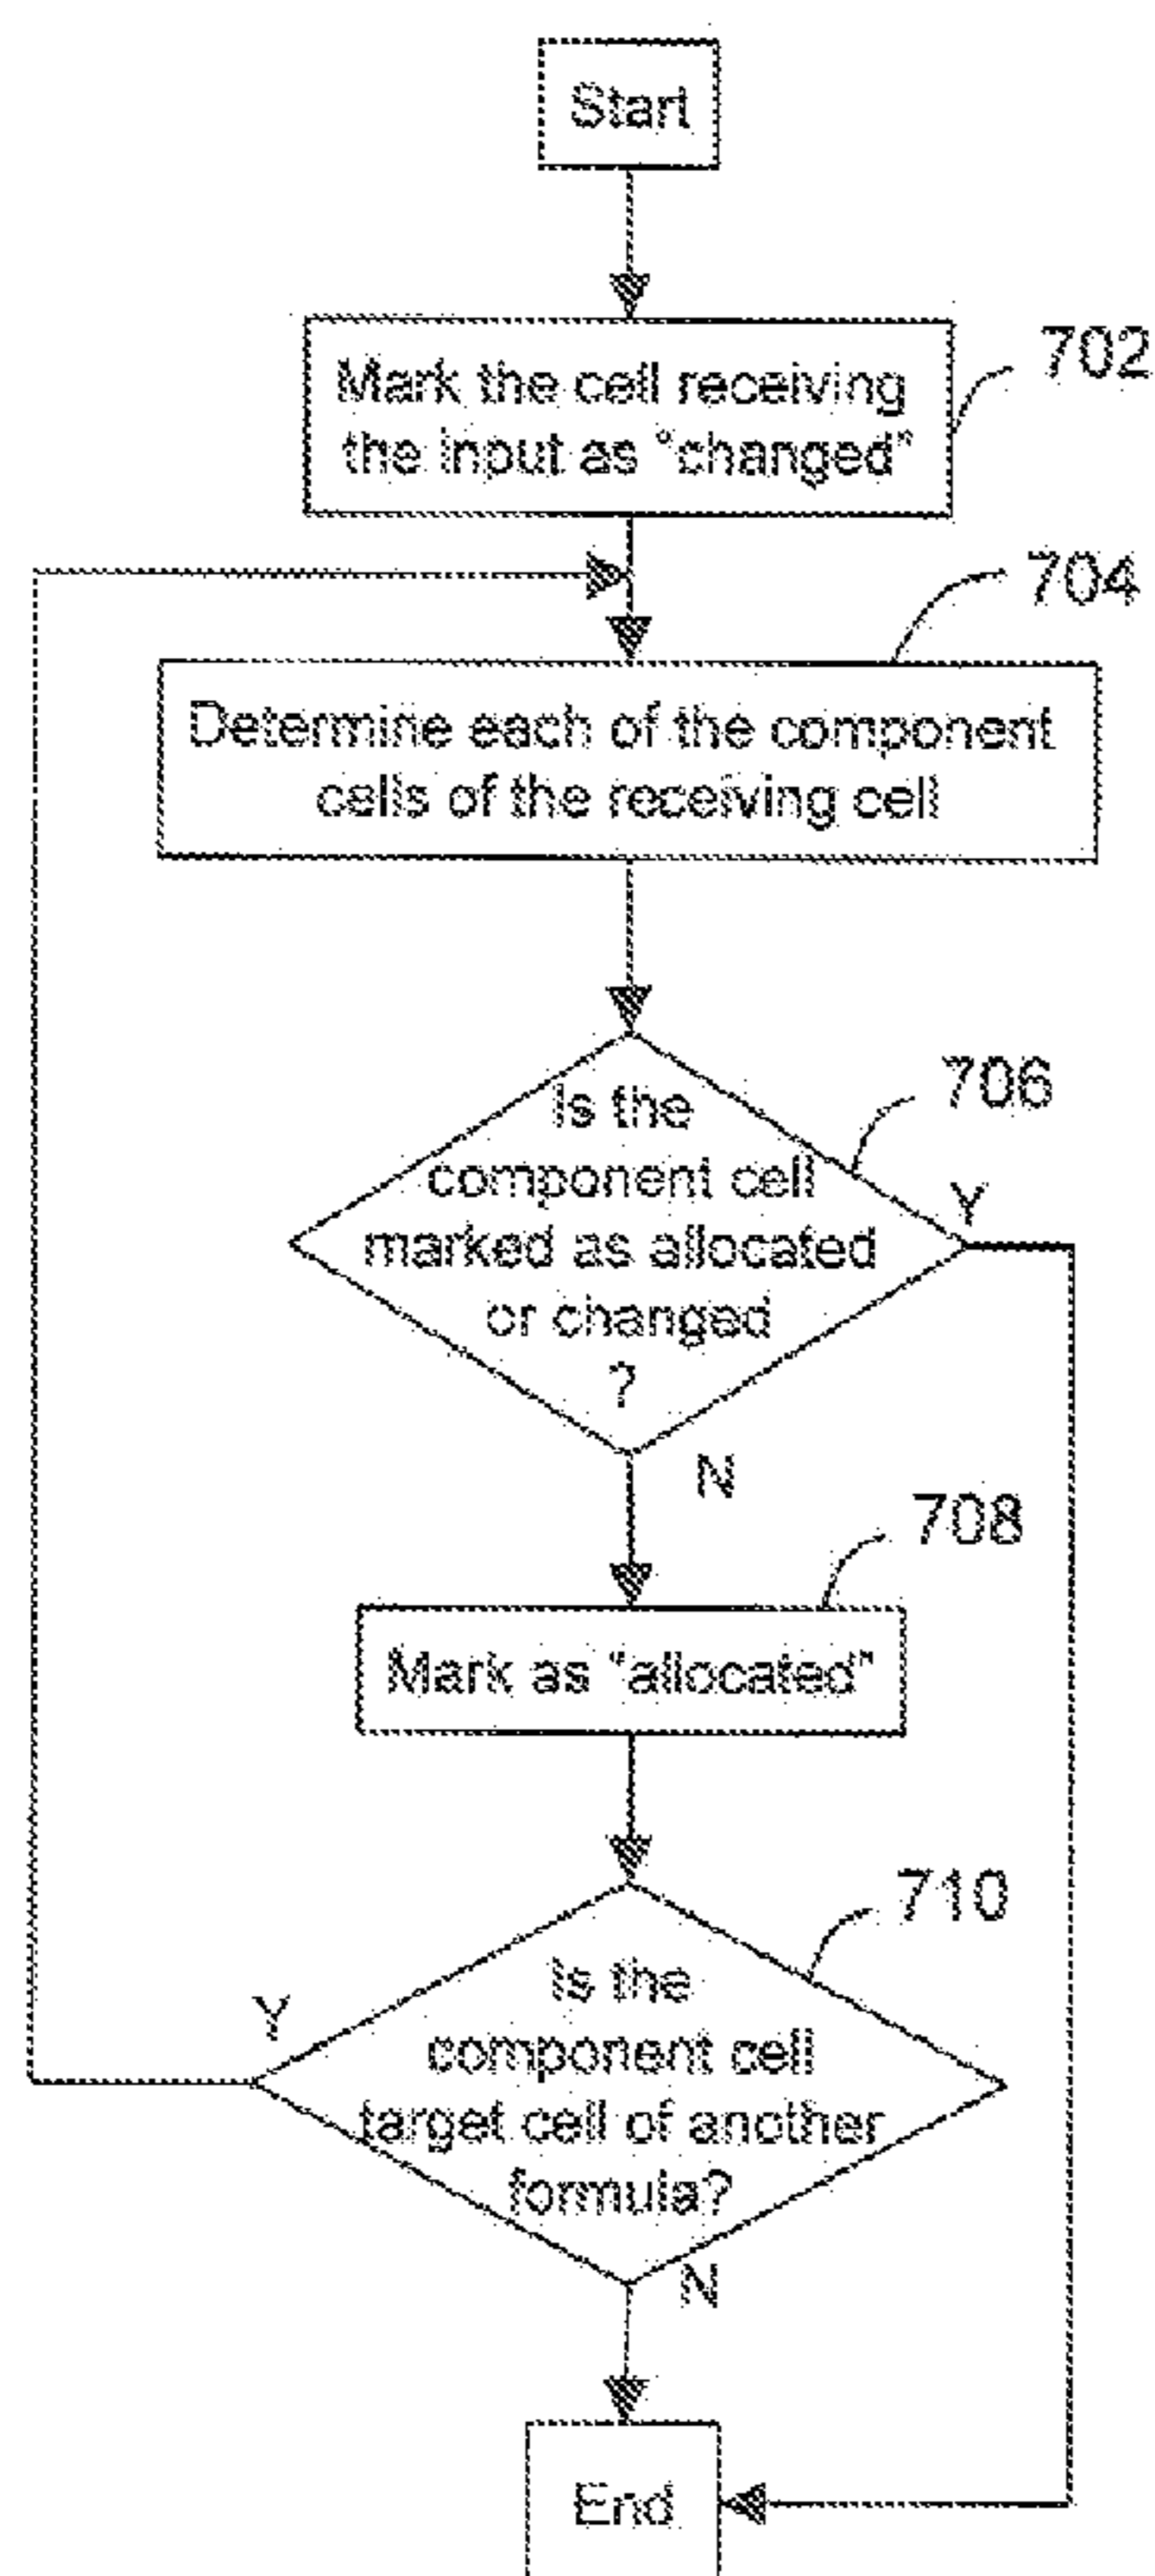 Start
Mark the cell receiving
the input as “changed”
702
704
Determine each of the component
cells of the receiving cell
706
Is the
component cell
marked as allocated
or changed
?
Y
N
708
Mark as “allocated”
710
Is the
component cell
target cell of another
formula?
Y
N
End